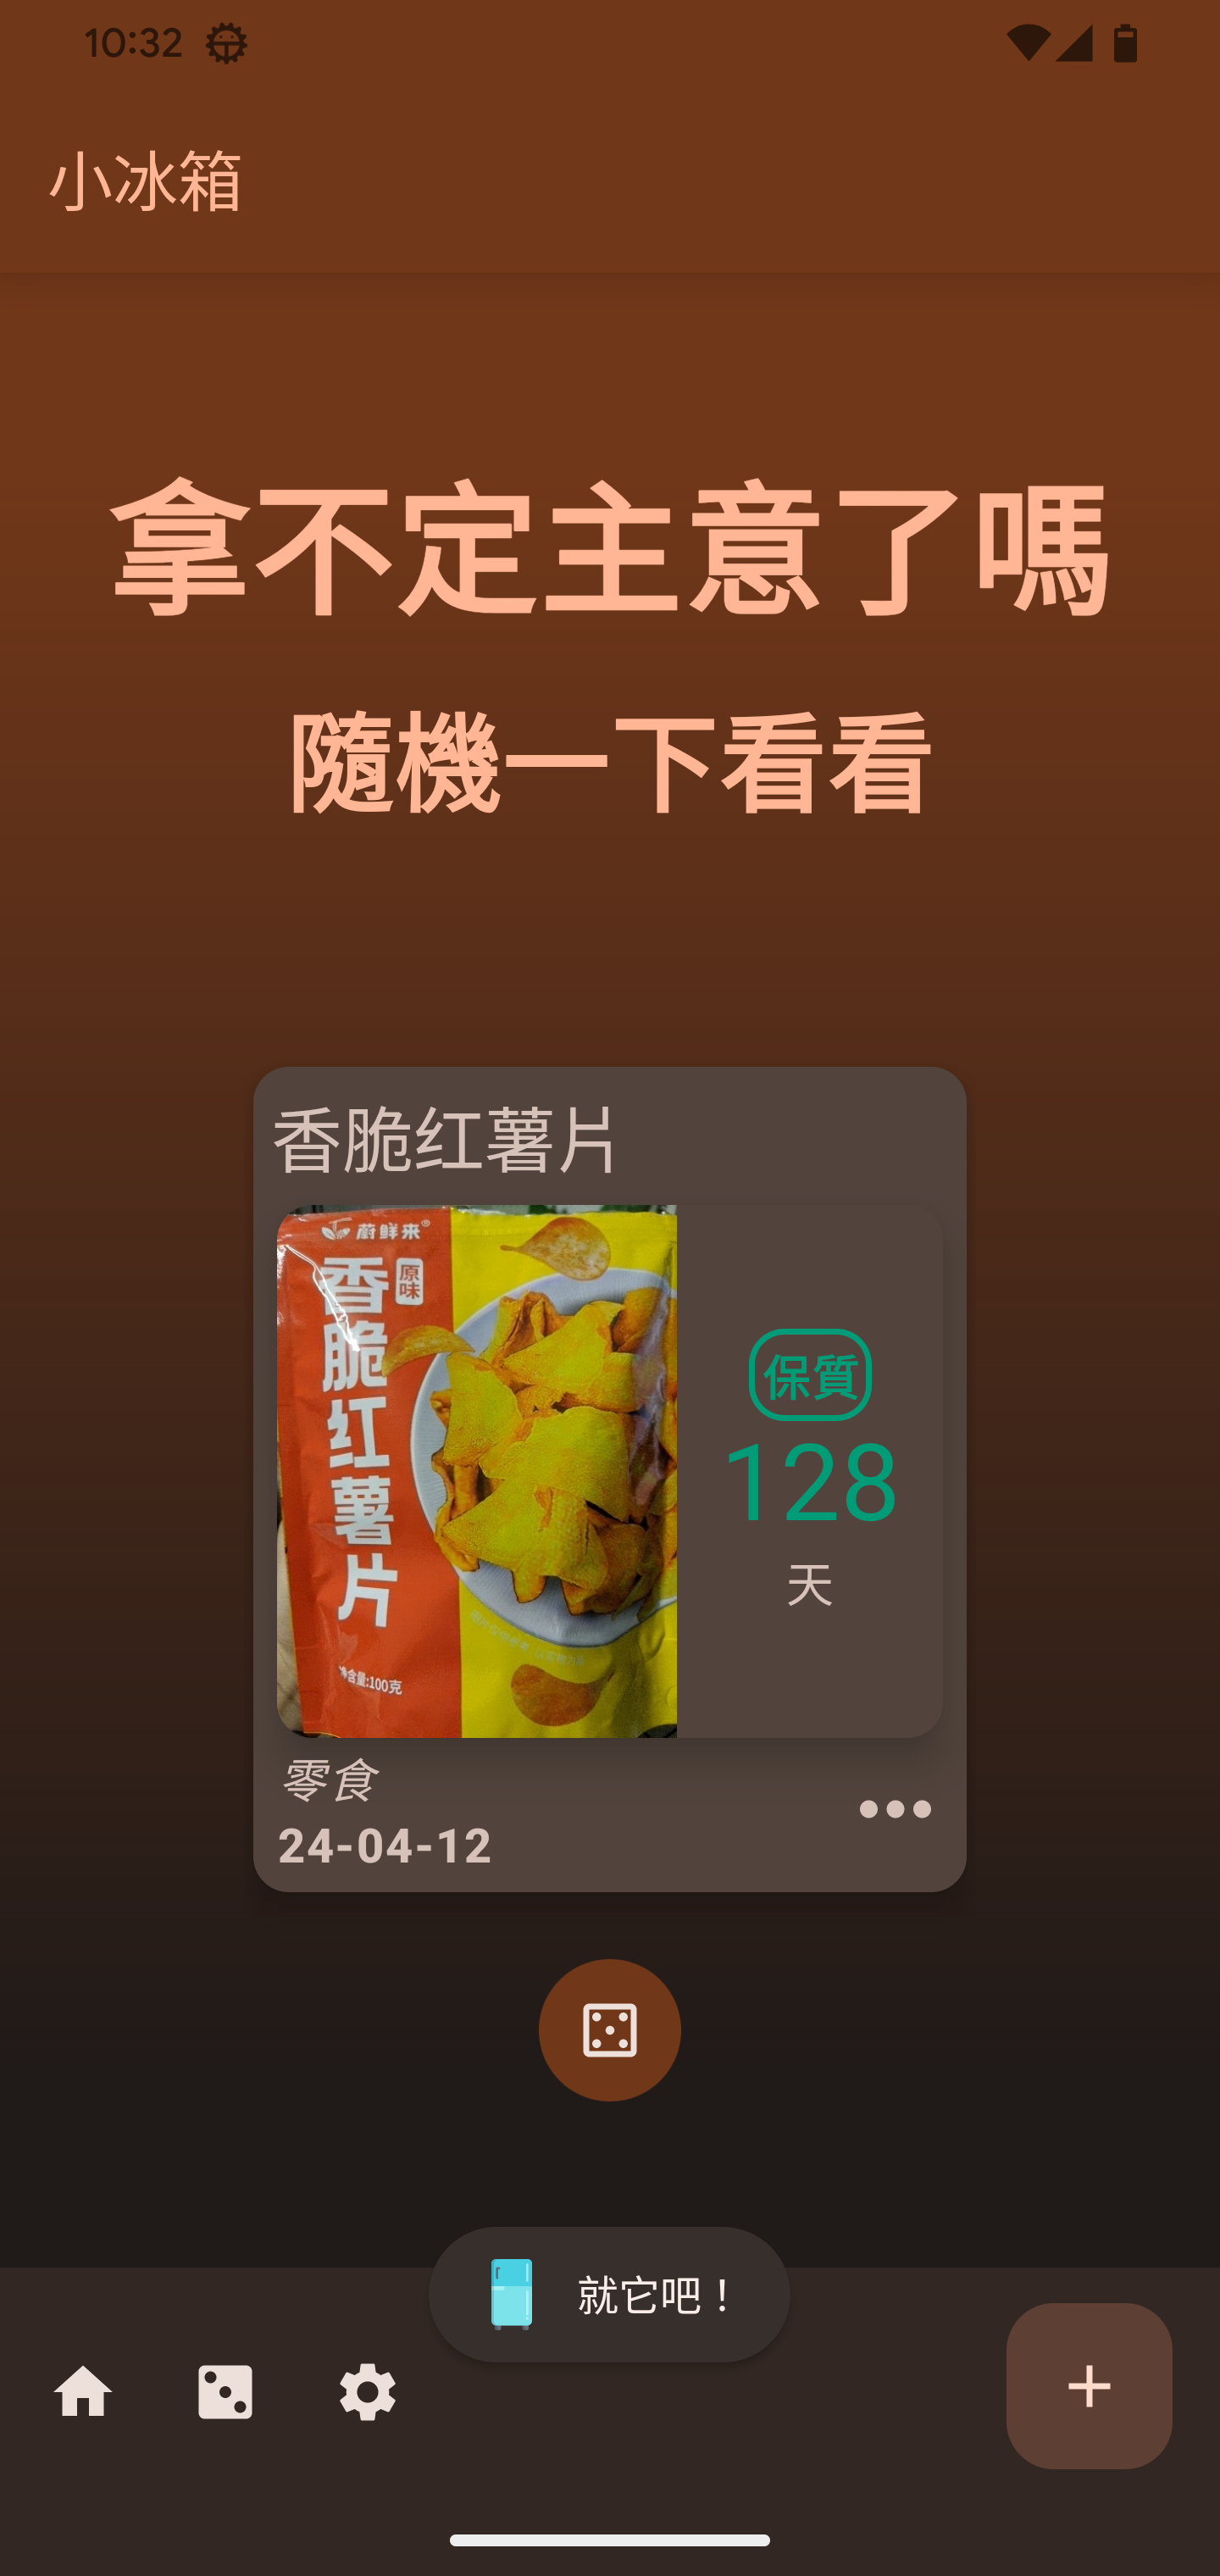 10:32
小冰箱
拿不定主意了嗎
隨機一下看看
香脆红薯片
蔚鲜来®
原味
香脆红薯片
净含量:100克
保質
128
天
零食
24-04-12
就它吧！